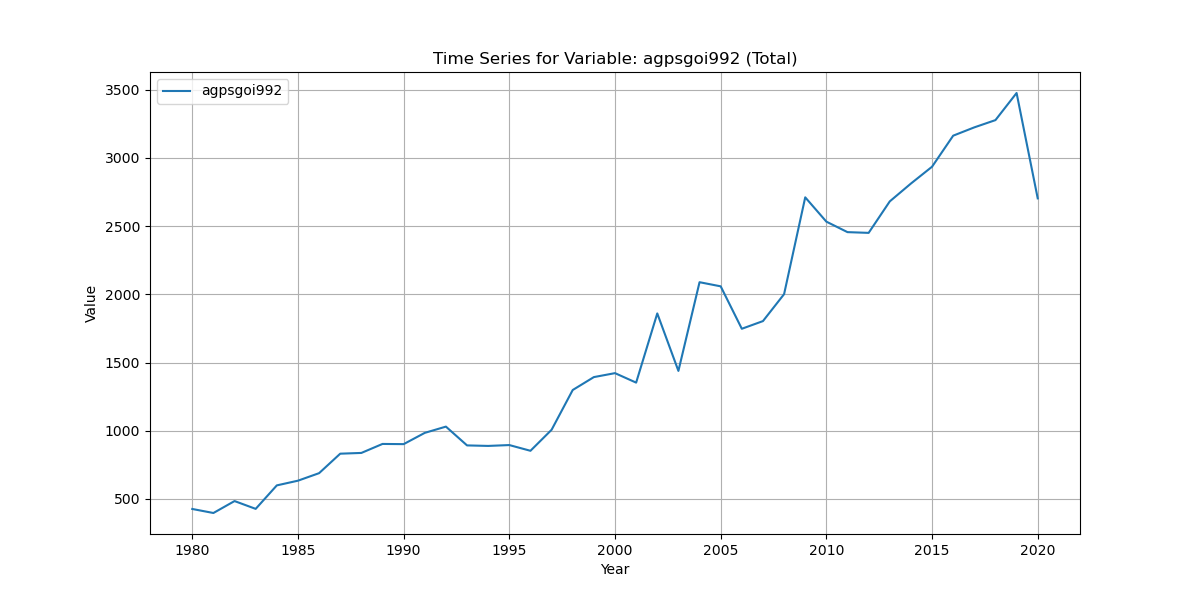 Time Series for Variable: agpsgoi992 (Total)
agpsgoi992
3500
3000
2500
2000
1500
1000
500
Value
1980 1985 1990 1995 2000 2005 2010 2015 2020
Year